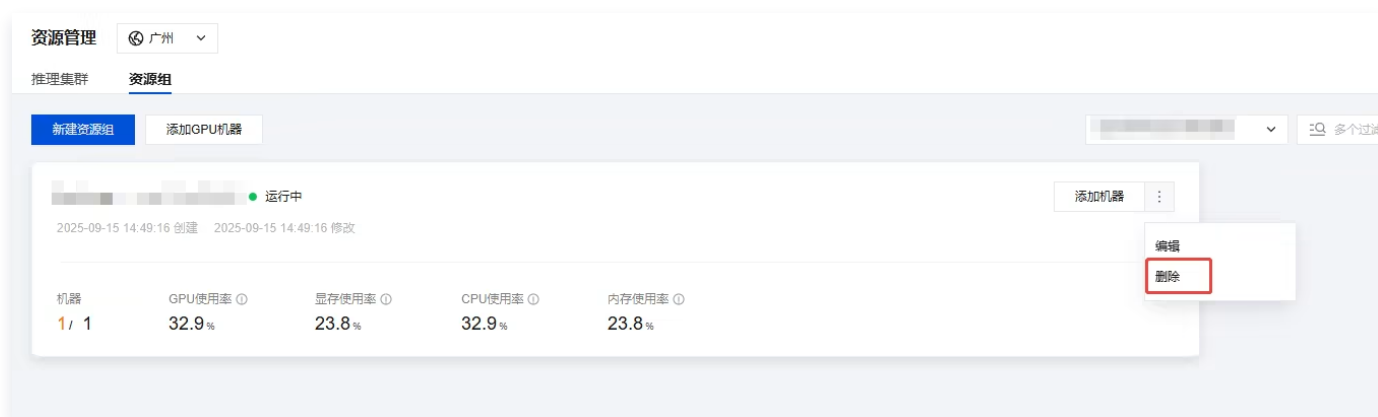 资源管理 广州
推理集群 资源组
新建资源组 添加GPU机器 多个过滤
运行中 添加机器
2025-09-15 14:49:16 创建 2025-09-15 14:49:16 修改
编辑
删除
机器 GPU使用率 显存使用率 CPU使用率 内存使用率
1 / 1 32.9 % 23.8 % 32.9 % 23.8 %